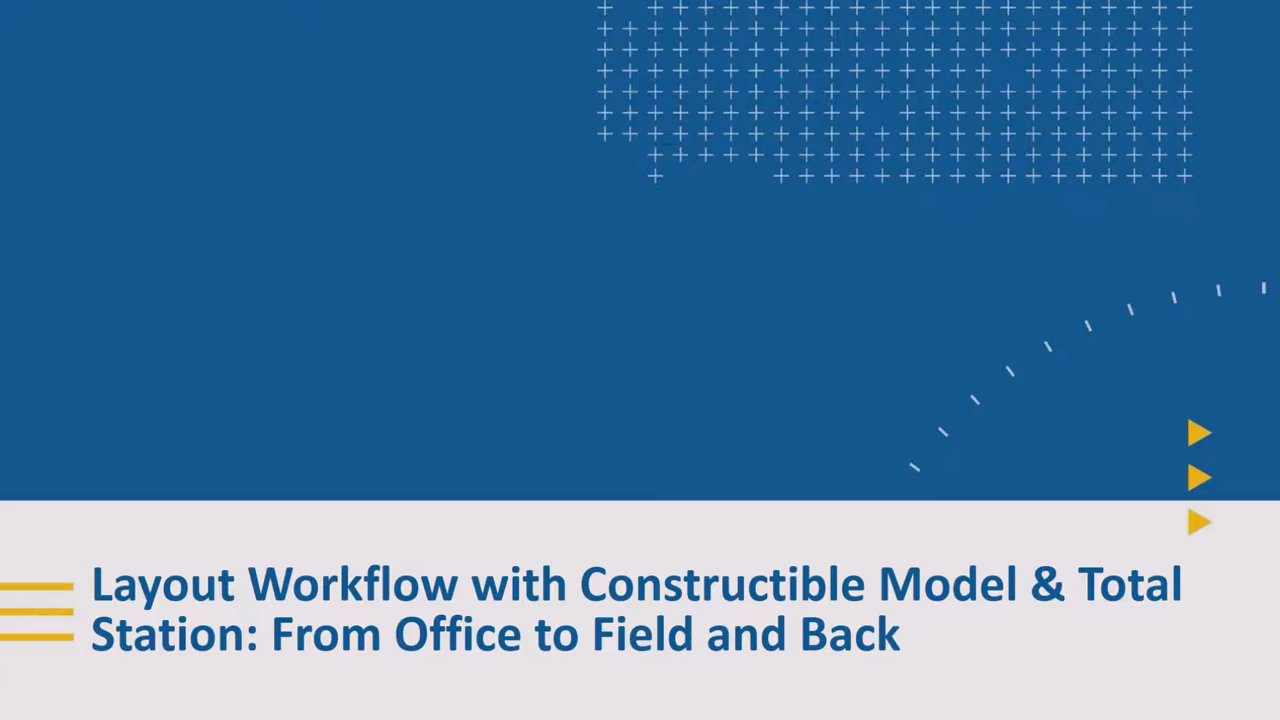 Layout Workflow with Constructible Model & Total
Station: From Office to Field and Back